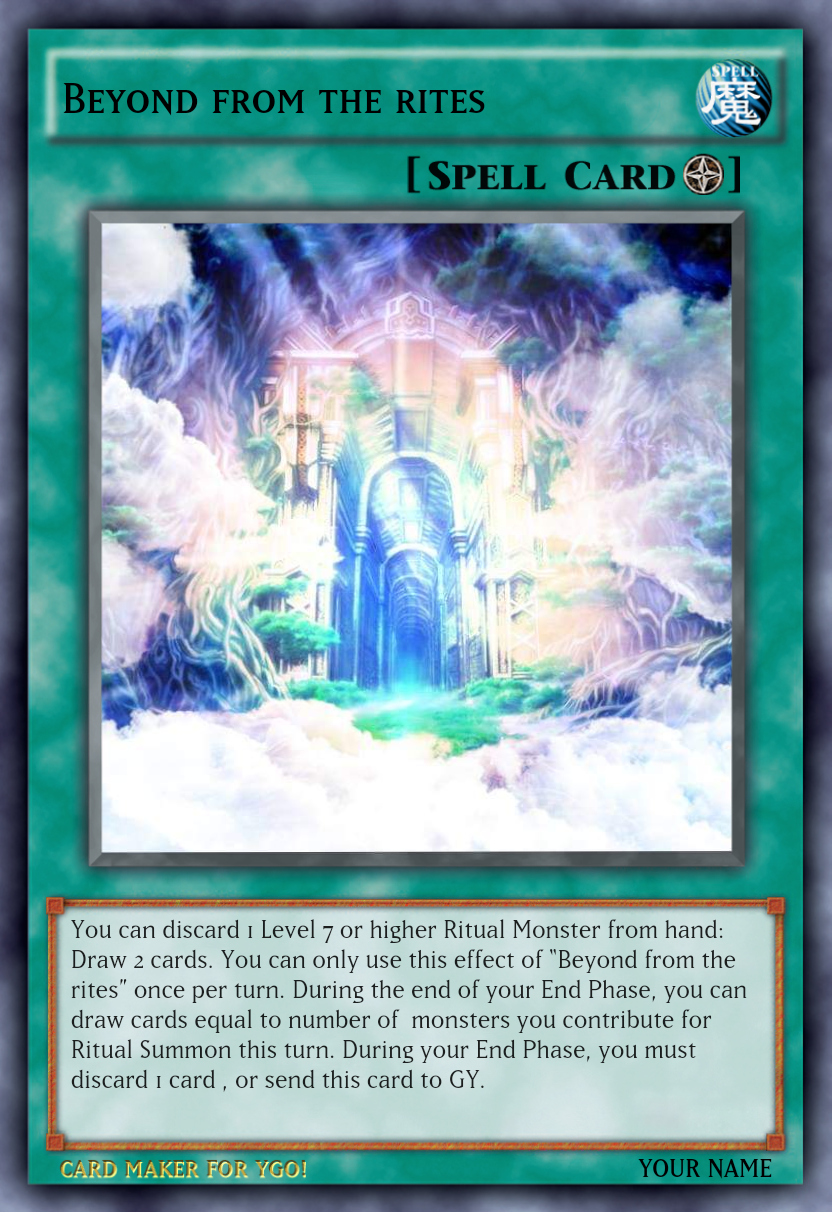 Beyond from the rites
SPELL
魔
[Spell Card]
You can discard 1 Level 7 or higher Ritual Monster from hand:
Draw 2 cards. You can only use this effect of "Beyond from the
rites" once per turn. During the end of your End Phase, you can
draw cards equal to number of  monsters you contribute for
Ritual Summon this turn. During your End Phase, you must
discard 1 card , or send this card to GY.
CARD MAKER FOR YGO!
YOUR NAME